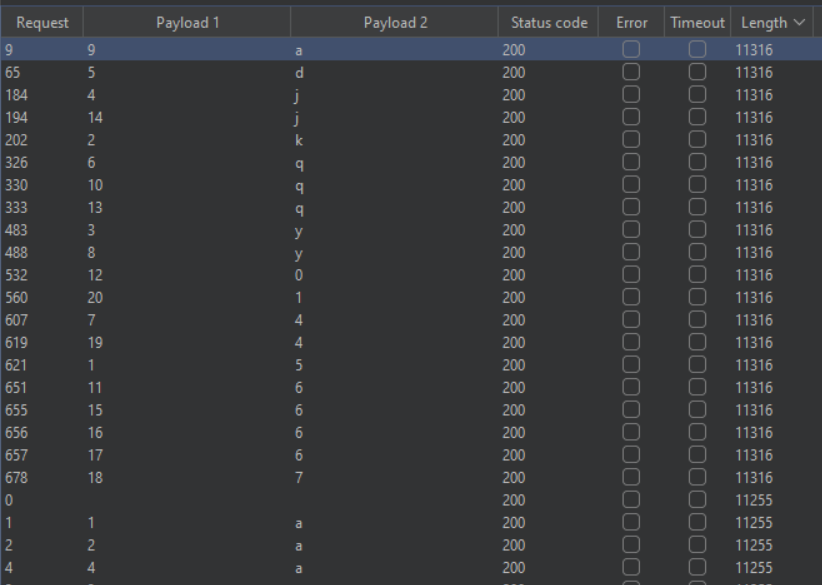 Request Payload 1 Payload 2 Status code Error Timeout Length
9 9 a 200 11316
65 5 d 200 11316
184 4 j 200 11316
194 14 j 200 11316
202 2 k 200 11316
326 6 q 200 11316
330 10 q 200 11316
333 13 q 200 11316
483 3 y 200 11316
488 8 y 200 11316
532 12 0 200 11316
560 20 1 200 11316
607 7 4 200 11316
619 19 4 200 11316
621 1 5 200 11316
651 11 6 200 11316
655 15 6 200 11316
656 16 6 200 11316
657 17 6 200 11316
678 18 7 200 11316
0 200 11255
1 1 a 200 11255
2 2 a 200 11255
4 4 a 200 11255